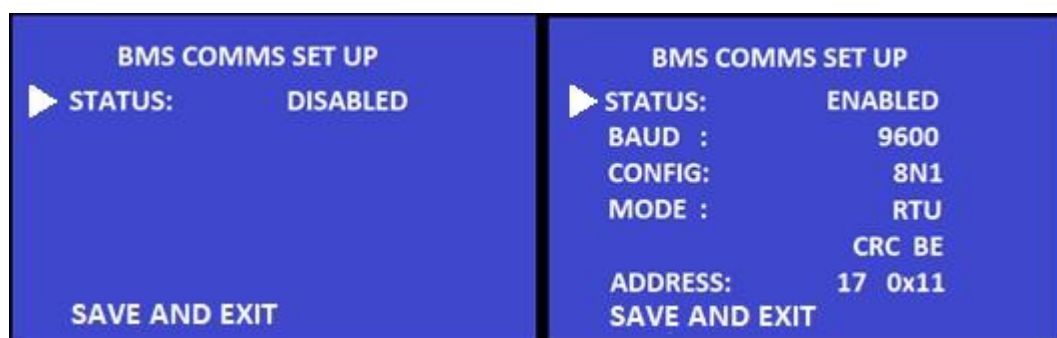 BMS COMMS SET UP
STATUS: DISABLED
SAVE AND EXIT
BMS COMMS SET UP
STATUS: ENABLED
BAUD : 9600
CONFIG: 8N1
MODE : RTU
CRC BE
ADDRESS: 17 0x11
SAVE AND EXIT